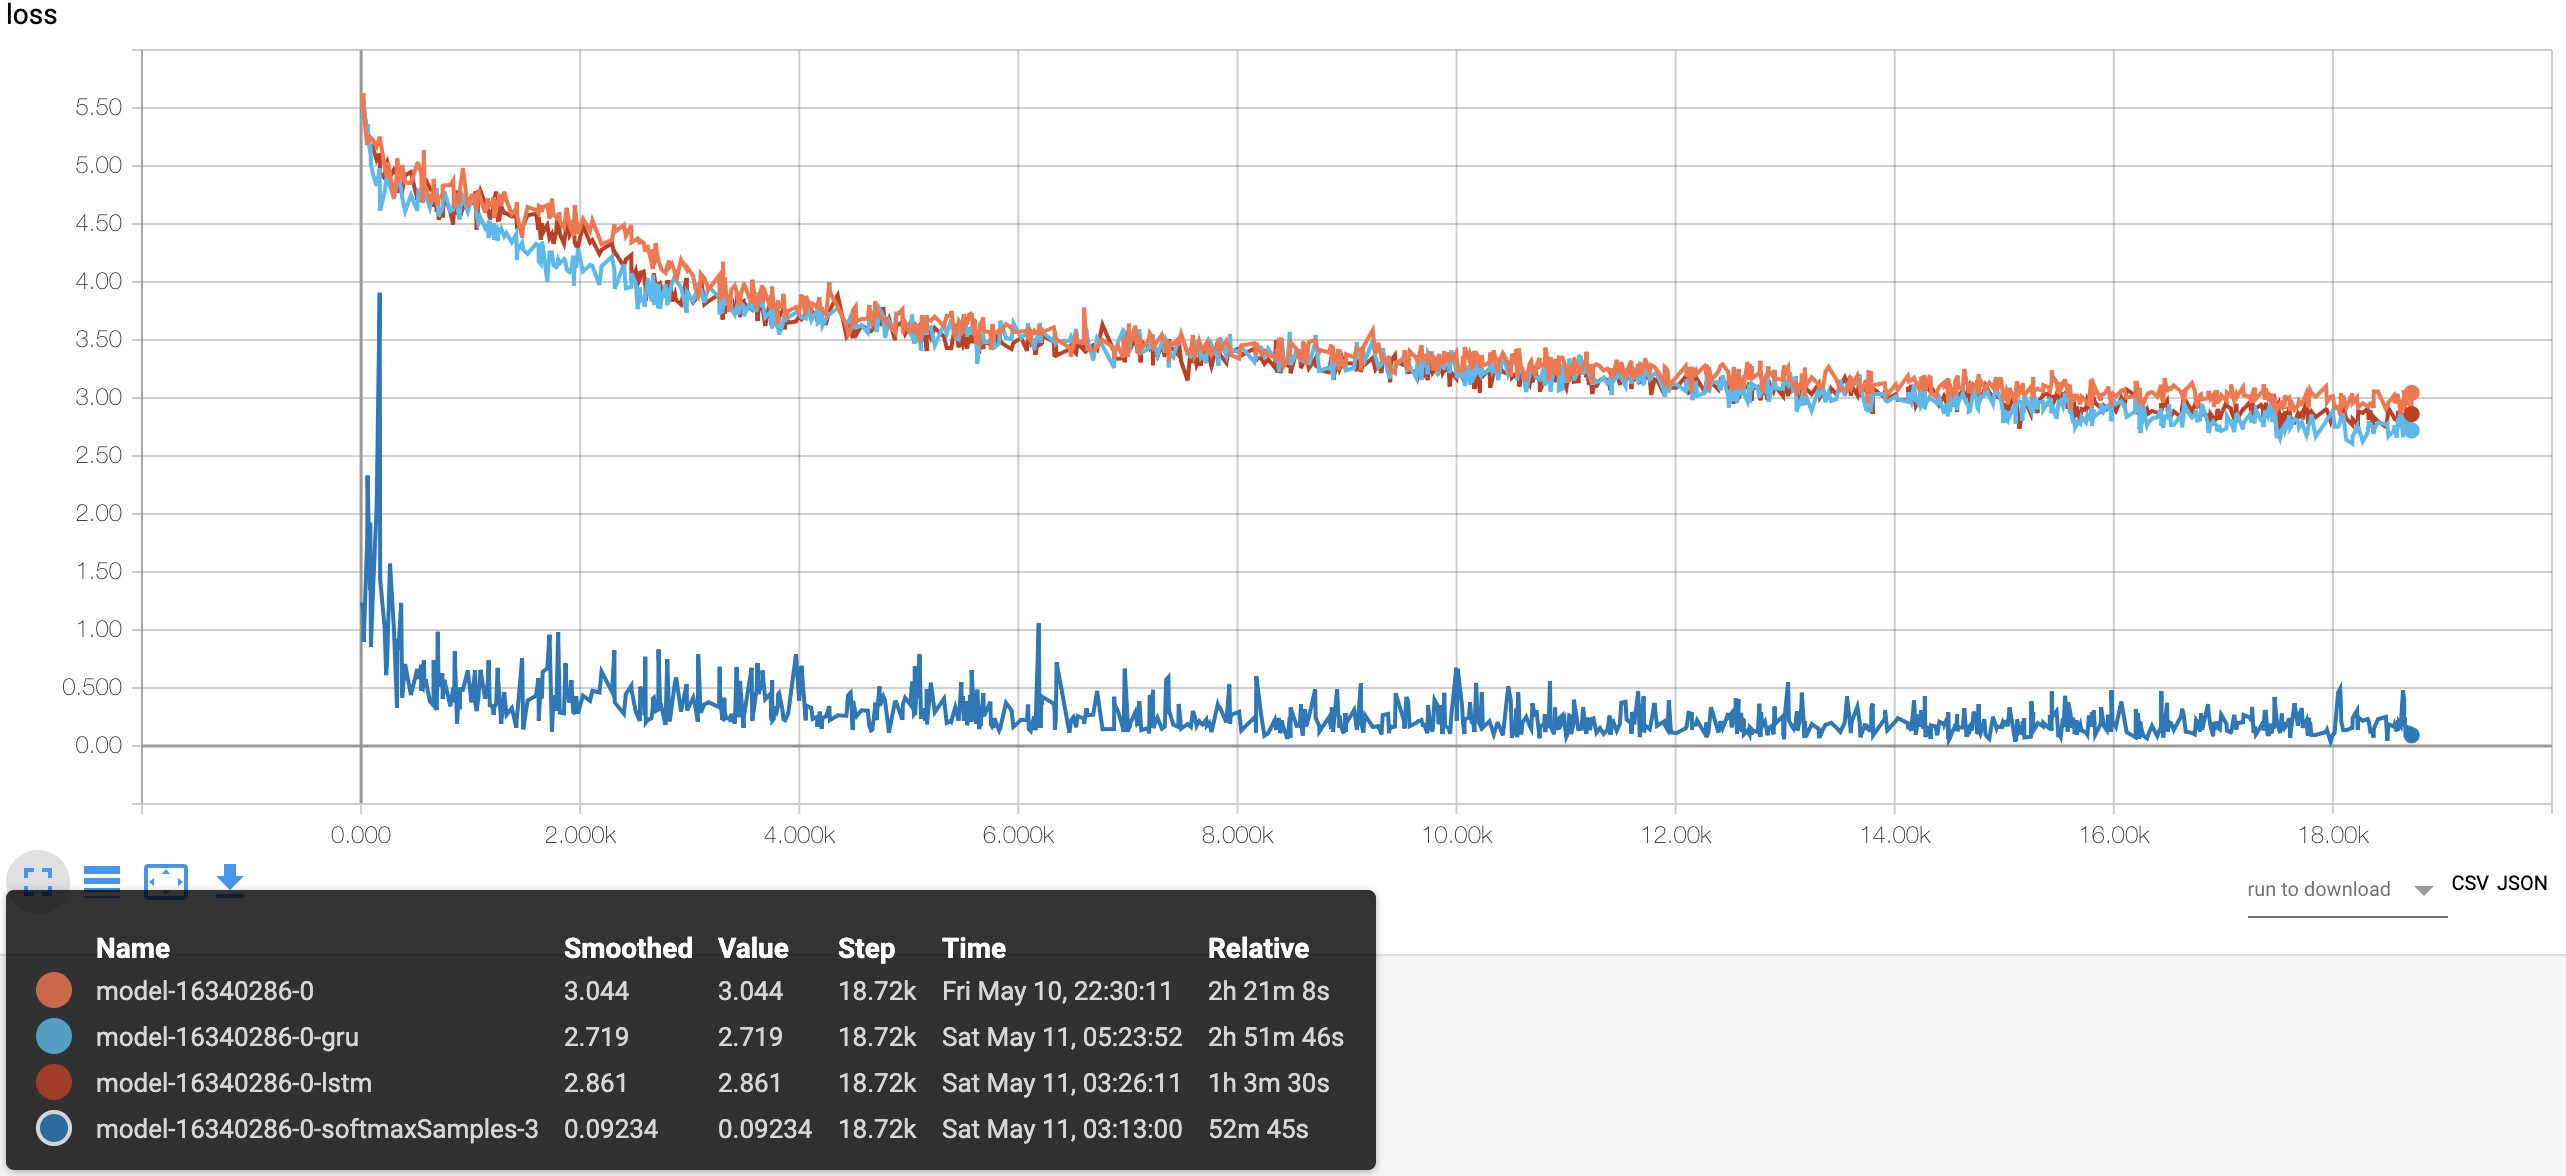 loss
5.50
5.00
4.50
4.00
3.50
3.00
2.50
2.00
1.50
1.00
0.500
0.00
0.000 2.000k 4.000k 6.000k 8.000k 10.00k 12.00k 14.00k 16.00k 18.00k
run to download CSV JSON
Name Smoothed Value Step Time Relative
model-16340286-0 3.044 3.044 18.72k Fri May 10, 22:30:11 2h 21m 8s
model-16340286-0-gru 2.719 2.719 18.72k Sat May 11, 05:23:52 2h 51m 46s
model-16340286-0-lstm 2.861 2.861 18.72k Sat May 11, 03:26:11 1h 3m 30s
model-16340286-0-softmaxSamples-3 0.09234 0.09234 18.72k Sat May 11, 03:13:00 52m 45s